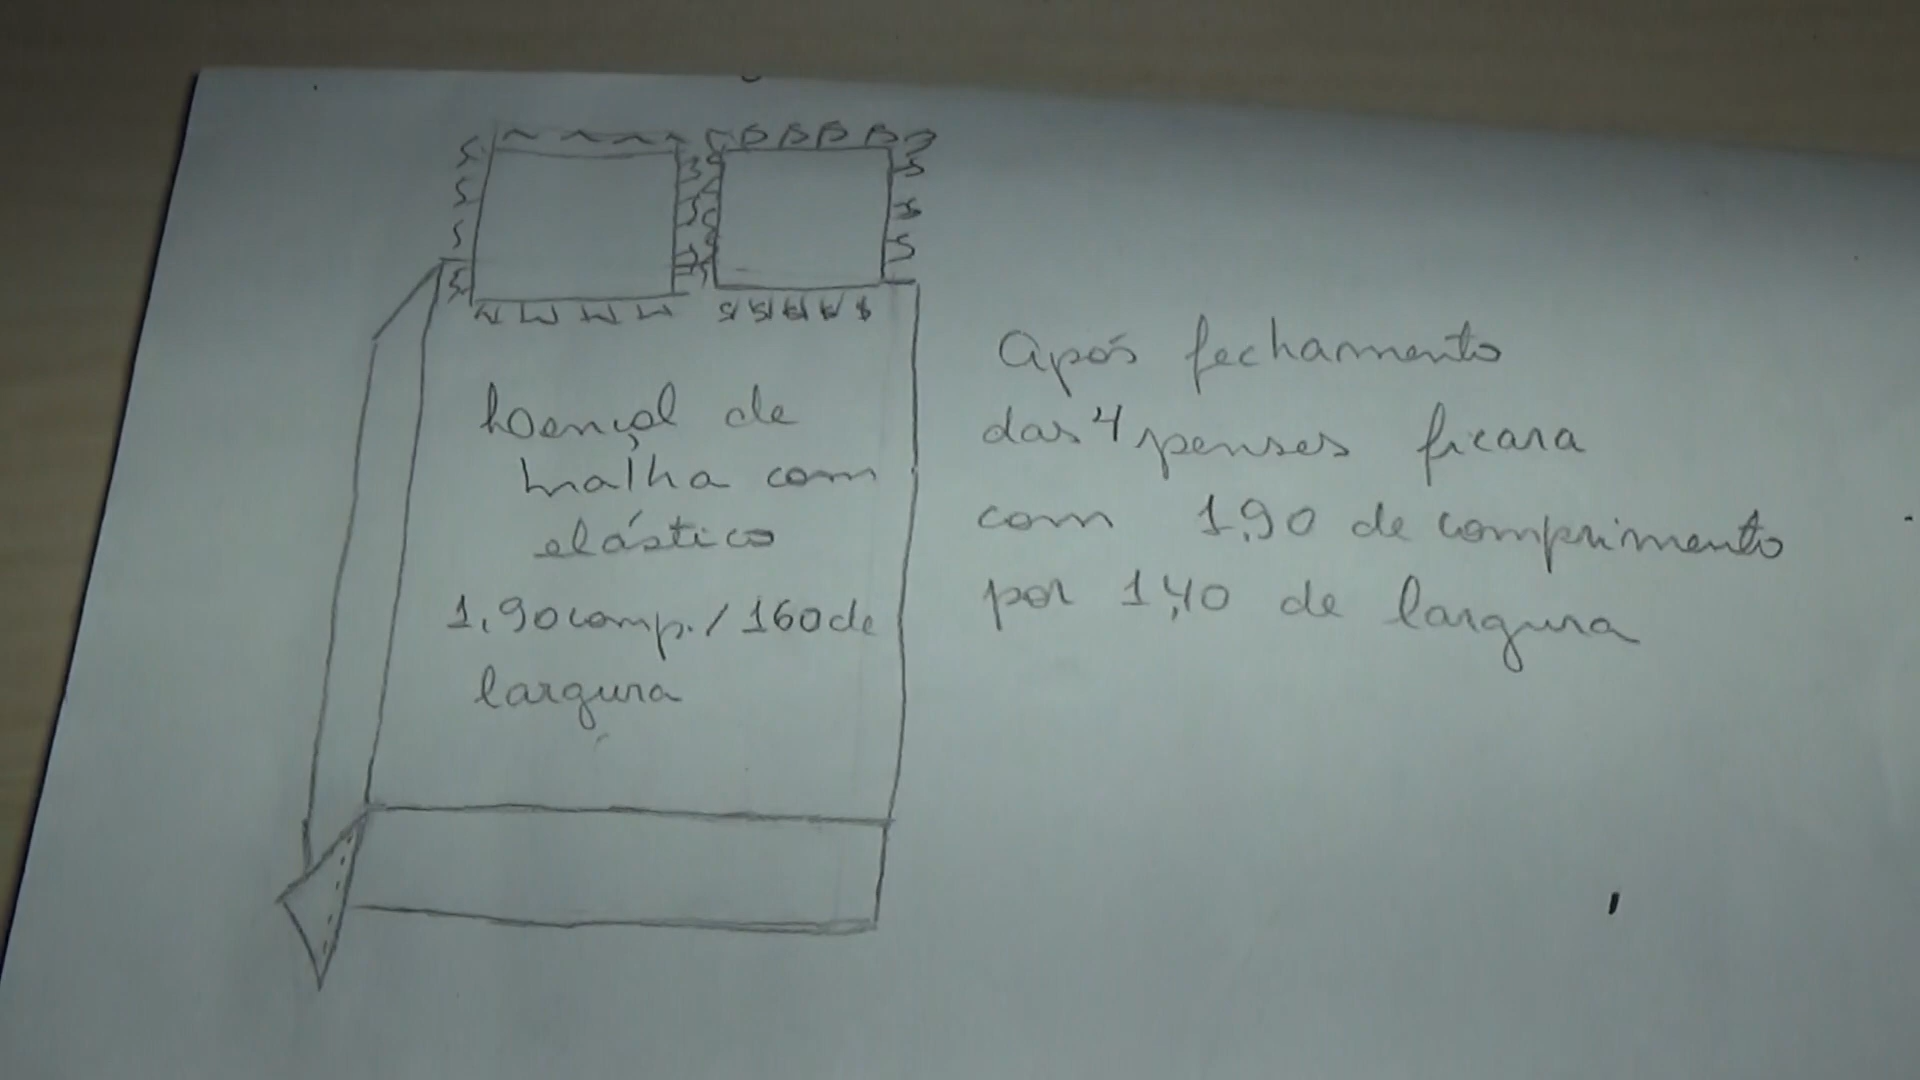 Lençol de
malha com
elástico
1,90 comp. / 160 de
largura
Após fechamento
das 4 penses ficara
com 1,90 de comprimento
por 1,40 de largura